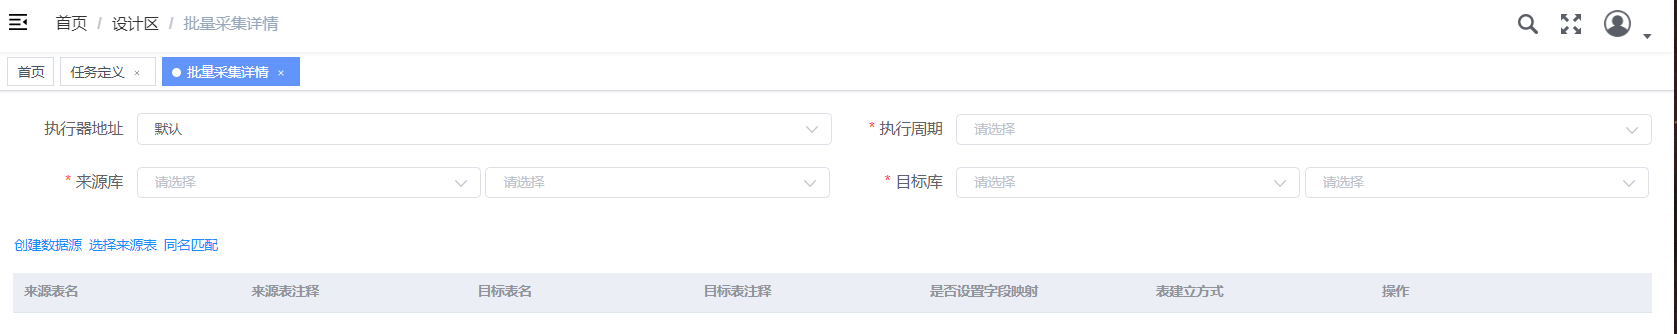 首页 / 设计区 / 批量采集详情
首页 任务定义 × 批量采集详情 ×
执行器地址 默认 * 执行周期 请选择
* 来源库 请选择 请选择 * 目标库 请选择 请选择
创建数据源 选择来源表 同名匹配
来源表名 来源表注释 目标表名 目标表注释 是否设置字段映射 表建立方式 操作